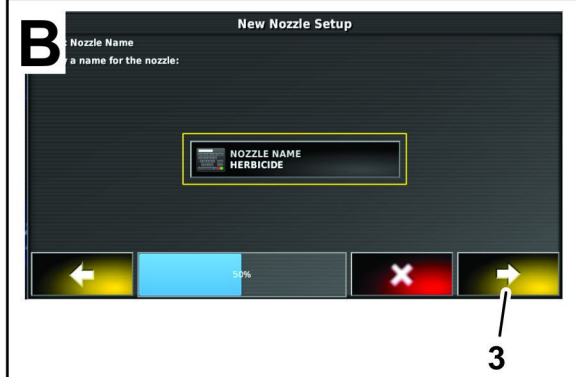 B
New Nozzle Setup
: Nozzle Name
a name for the nozzle:
NOZZLE NAME
HERBICIDE
50%
3